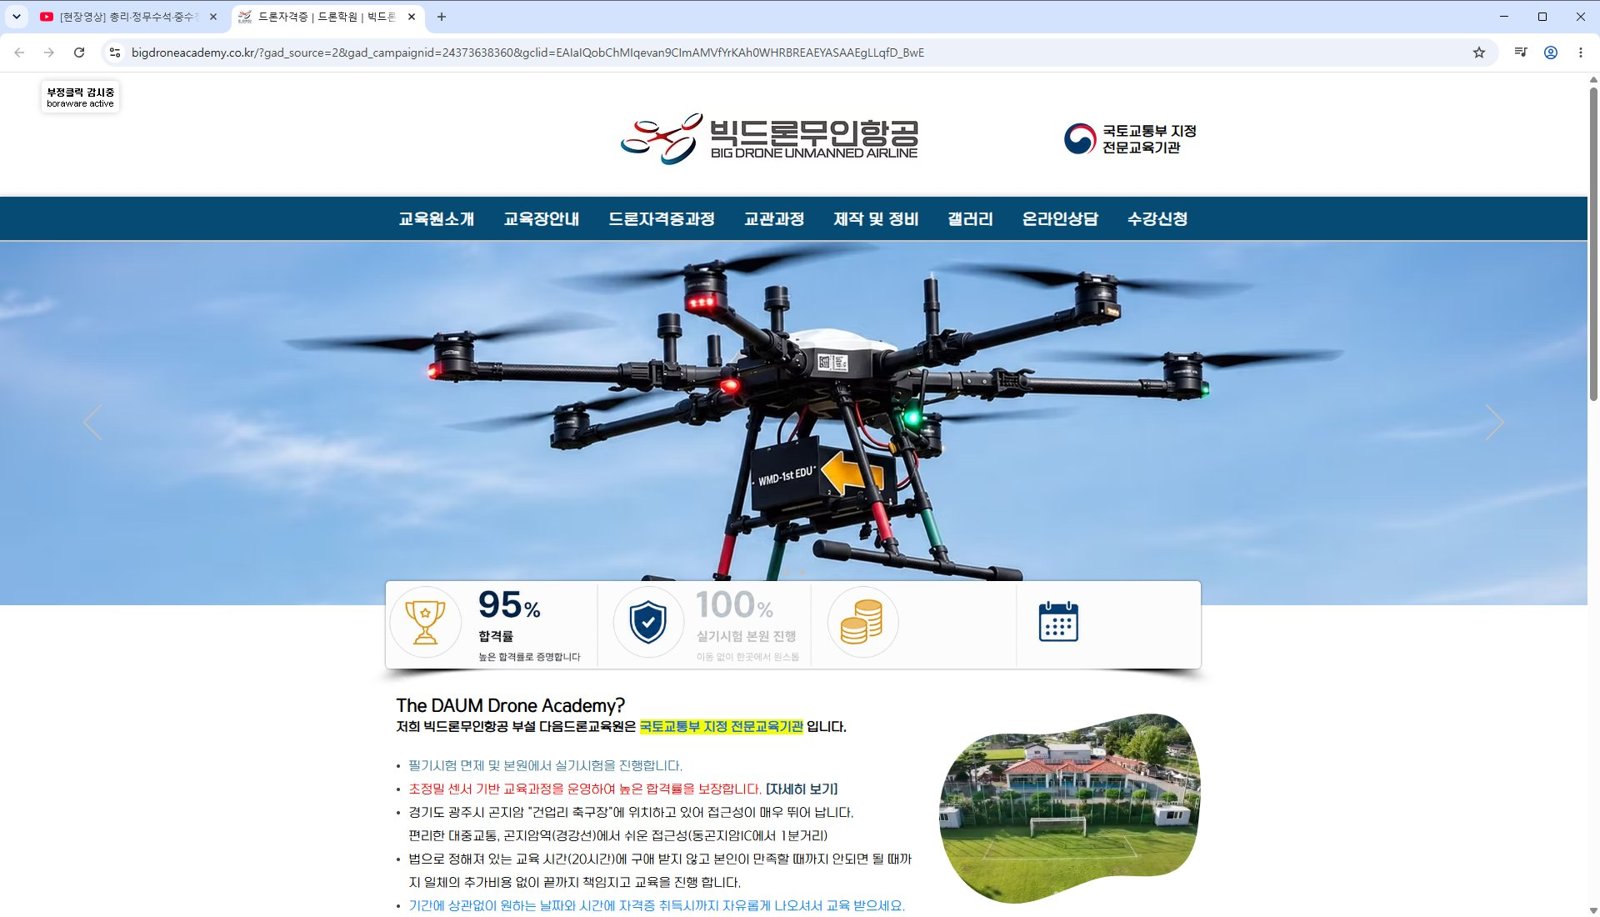 [현장영상] 총리·정무수석·중수
드론자격증 | 드론학원 | 빅드론
bigdroneacademy.co.kr/?gad_source=2&gad_campaignid=24373638360&gclid=EAIaIQobChMIqevan9CImAMVfYrKAh0WHRBREAEYASAAEgLLqfD_BwE
부정클릭 감시중
boraware active
빅드론무인항공
BIG DRONE UNMANNED AIRLINE
국토교통부 지정
전문교육기관
교육원소개 교육장안내 드론자격증과정 교관과정 제작 및 정비 갤러리 온라인상담 수강신청
WMD-1st EDU
95%
합격률
높은 합격률로 증명합니다
100%
실기시험 본원 진행
이동 없이 한곳에서 원스톱
The DAUM Drone Academy?
저희 빅드론무인항공 부설 다음드론교육원은 국토교통부 지정 전문교육기관 입니다.
• 필기시험 면제 및 본원에서 실기시험을 진행합니다.
• 초정밀 센서 기반 교육과정을 운영하여 높은 합격률을 보장합니다. [자세히 보기]
• 경기도 광주시 곤지암 "건업리 축구장"에 위치하고 있어 접근성이 매우 뛰어 납니다.
편리한 대중교통, 곤지암역(경강선)에서 쉬운 접근성(동곤지암IC에서 1분거리)
• 법으로 정해져 있는 교육 시간(20시간)에 구애 받지 않고 본인이 만족할 때까지 안되면 될 때까
지 일체의 추가비용 없이 끝까지 책임지고 교육을 진행 합니다.
• 기간에 상관없이 원하는 날짜와 시간에 자격증 취득시까지 자유롭게 나오셔서 교육 받으세요.